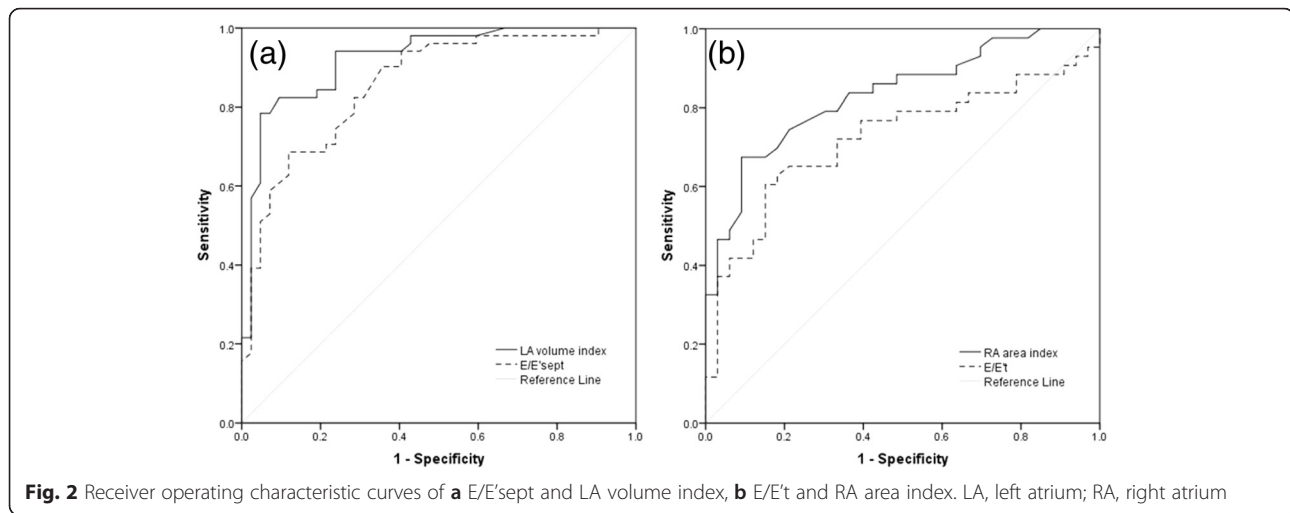 (a)
1.0
0.8
0.6
0.4
0.2
0.0
Sensitivity
LA volume index
E/E'sept
Reference Line
0.0 0.2 0.4 0.6 0.8 1.0
1 - Specificity
(b)
1.0
0.8
0.6
0.4
0.2
0.0
Sensitivity
RA area index
E/E't
Reference Line
0.0 0.2 0.4 0.6 0.8 1.0
1 - Specificity
Fig. 2 Receiver operating characteristic curves of a E/E'sept and LA volume index, b E/E't and RA area index. LA, left atrium; RA, right atrium